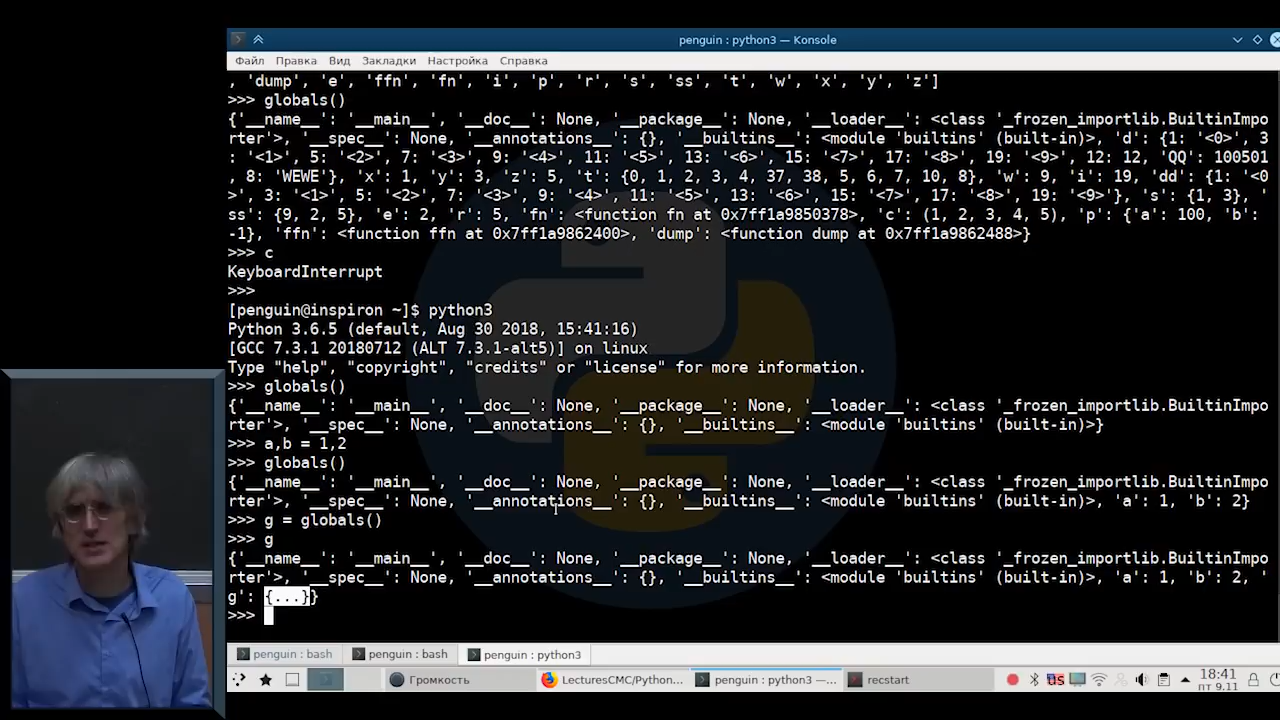 penguin : python3 — Konsole
Файл Правка Вид Закладки Настройка Справка
, 'dump', 'e', 'ffn', 'fn', 'i', 'p', 'r', 's', 'ss', 't', 'w', 'x', 'y', 'z']
>>> globals()
{'__name__': '__main__', '__doc__': None, '__package__': None, '__loader__': <class '_frozen_importlib.BuiltinImpo
rter'>, '__spec__': None, '__annotations__': {}, '__builtins__': <module 'builtins' (built-in)>, 'd': {1: '<0>', 3
: '<1>', 5: '<2>', 7: '<3>', 9: '<4>', 11: '<5>', 13: '<6>', 15: '<7>', 17: '<8>', 19: '<9>', 12: 12, 'QQ': 100501
, 8: 'WEWE'}, 'x': 1, 'y': 3, 'z': 5, 't': {0, 1, 2, 3, 4, 37, 38, 5, 6, 7, 10, 8}, 'w': 9, 'i': 19, 'dd': {1: '<0
>', 3: '<1>', 5: '<2>', 7: '<3>', 9: '<4>', 11: '<5>', 13: '<6>', 15: '<7>', 17: '<8>', 19: '<9>'}, 's': {1, 3}, '
ss': {9, 2, 5}, 'e': 2, 'r': 5, 'fn': <function fn at 0x7ff1a9850378>, 'c': (1, 2, 3, 4, 5), 'p': {'a': 100, 'b':
-1}, 'ffn': <function ffn at 0x7ff1a9862400>, 'dump': <function dump at 0x7ff1a9862488>}
>>> c
KeyboardInterrupt
>>>
[penguin@inspiron ~]$ python3
Python 3.6.5 (default, Aug 30 2018, 15:41:16)
[GCC 7.3.1 20180712 (ALT 7.3.1-alt5)] on linux
Type "help", "copyright", "credits" or "license" for more information.
>>> globals()
{'__name__': '__main__', '__doc__': None, '__package__': None, '__loader__': <class '_frozen_importlib.BuiltinImpo
rter'>, '__spec__': None, '__annotations__': {}, '__builtins__': <module 'builtins' (built-in)>}
>>> a,b = 1,2
>>> globals()
{'__name__': '__main__', '__doc__': None, '__package__': None, '__loader__': <class '_frozen_importlib.BuiltinImpo
rter'>, '__spec__': None, '__annotations__': {}, '__builtins__': <module 'builtins' (built-in)>, 'a': 1, 'b': 2}
>>> g = globals()
>>> g
{'__name__': '__main__', '__doc__': None, '__package__': None, '__loader__': <class '_frozen_importlib.BuiltinImpo
rter'>, '__spec__': None, '__annotations__': {}, '__builtins__': <module 'builtins' (built-in)>, 'a': 1, 'b': 2, '
g': {...}}
>>>
penguin : bash penguin : bash penguin : python3
Громкость LecturesCMC/Python... penguin : python3 —... recstart us 18:41
пт 9.11